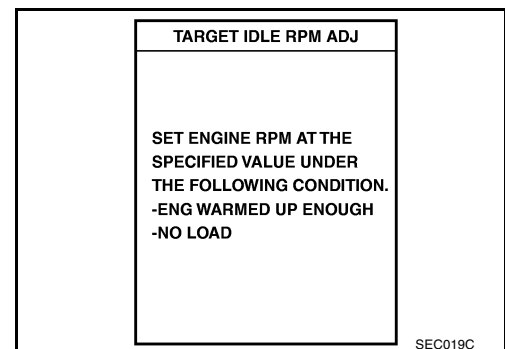 TARGET IDLE RPM ADJ
SET ENGINE RPM AT THE
SPECIFIED VALUE UNDER
THE FOLLOWING CONDITION.
-ENG WARMED UP ENOUGH
-NO LOAD
SEC019C